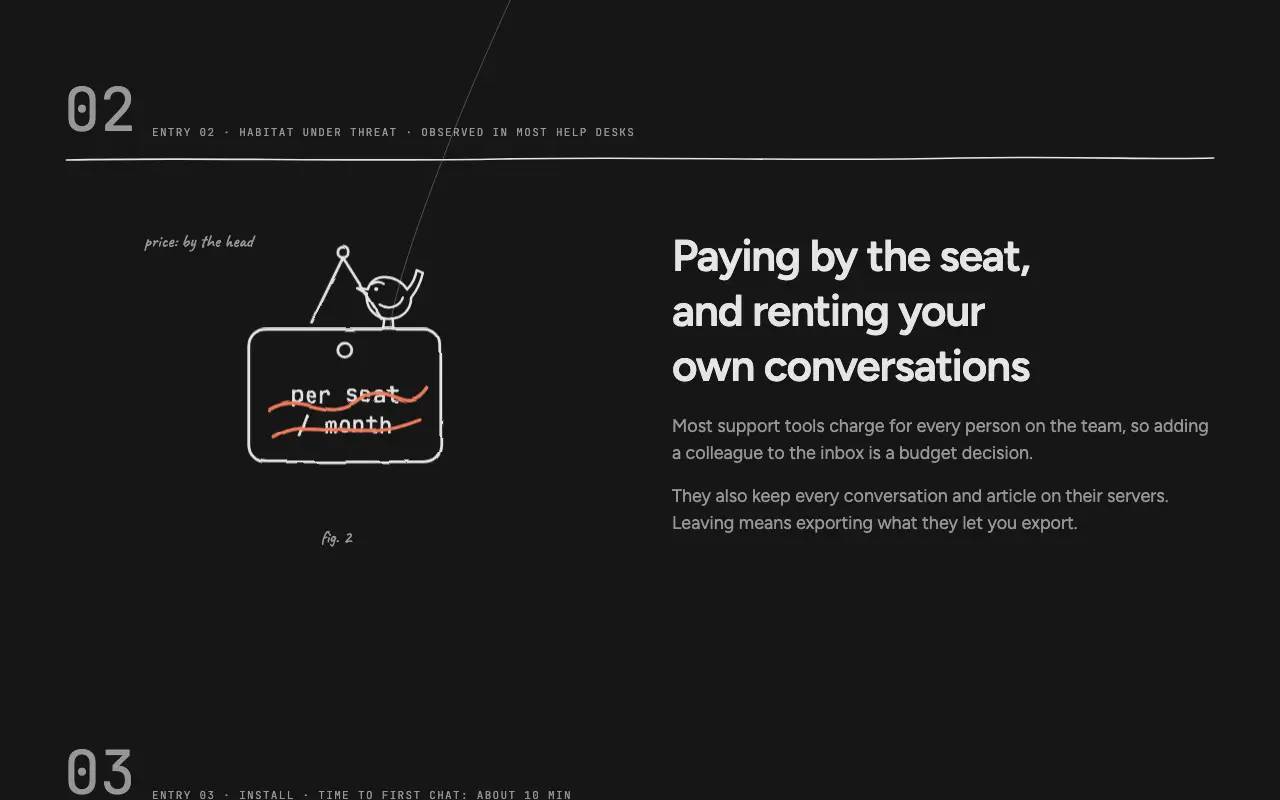 02
ENTRY 02 · HABITAT UNDER THREAT · OBSERVED IN MOST HELP DESKS
price: by the head
per seat
/ month
fig. 2
Paying by the seat,
and renting your
own conversations
Most support tools charge for every person on the team, so adding
a colleague to the inbox is a budget decision.
They also keep every conversation and article on their servers.
Leaving means exporting what they let you export.
03
ENTRY 03 · INSTALL · TIME TO FIRST CHAT: ABOUT 10 MIN